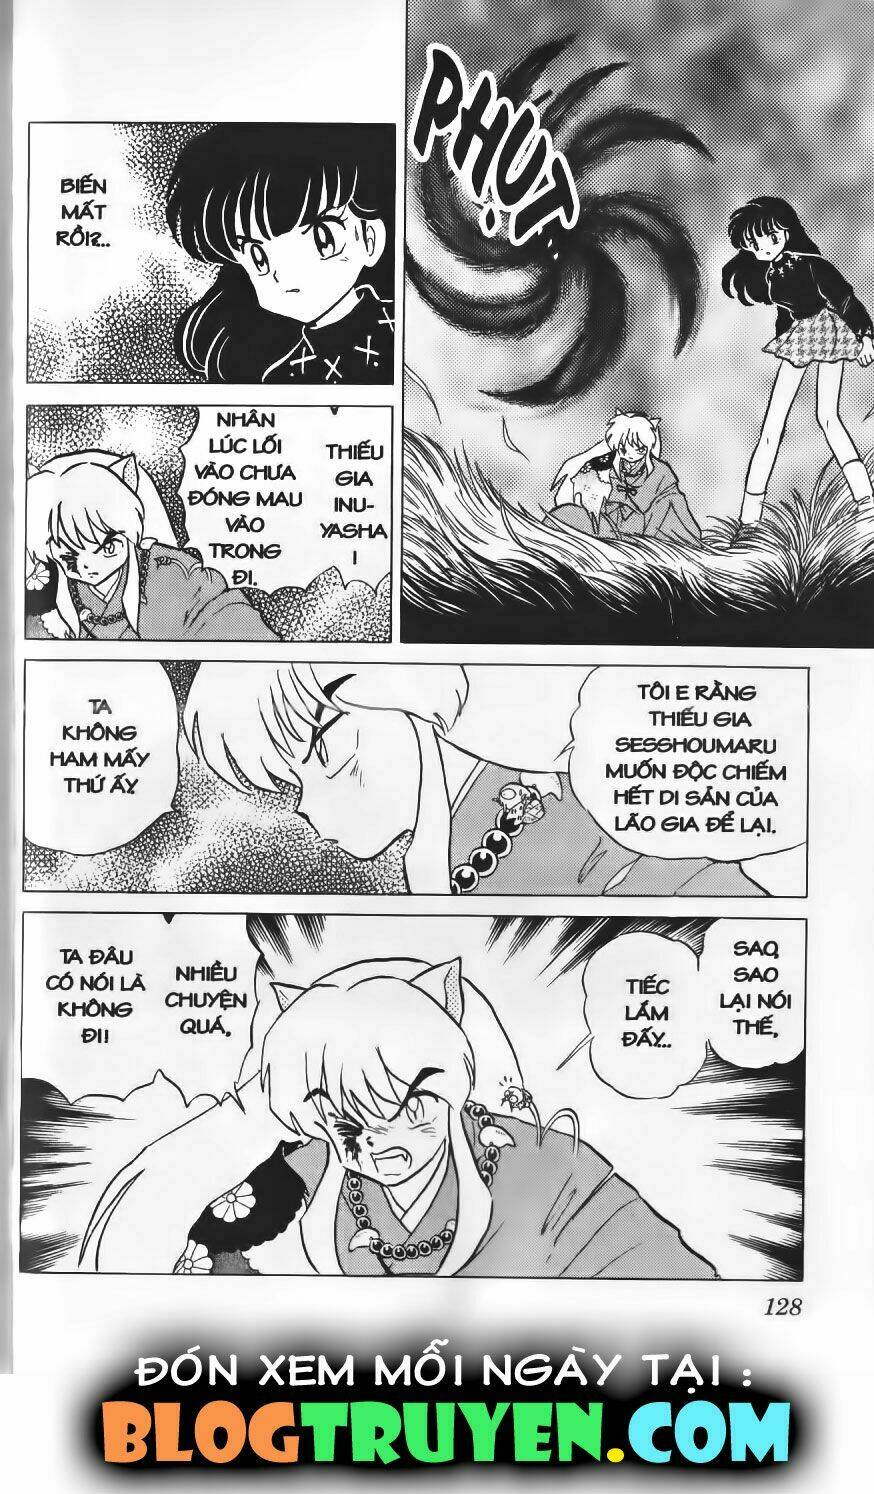 PHỤT...
BIẾN
MẤT
RỒI?..
THIẾU
GIA
INU-
YASHA
!
NHÂN
LÚC LỐI
VÀO CHƯA
ĐÓNG MAU
VÀO
TRONG
ĐI.
TÔI E RẰNG
THIẾU GIA
SESSHOUMARU
MUỐN ĐỘC CHIẾM
HẾT DI SẢN CỦA
LÃO GIA ĐỂ LẠI.
TA
KHÔNG
HAM MẤY
THỨ ẤY.
SAO,
SAO
LẠI NÓI
THẾ,
TIẾC
LẮM
ĐẤY...
NHIỀU
CHUYỆN
QUÁ,
TA ĐÂU
CÓ NÓI LÀ
KHÔNG
ĐI!
128
ĐÓN XEM MỖI NGÀY TẠI :
BLOGTRUYEN.COM